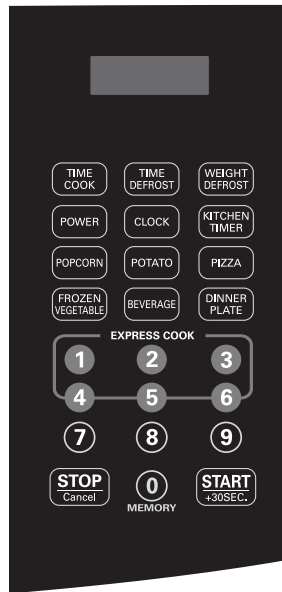 TIME COOK
TIME DEFROST
WEIGHT DEFROST
POWER
CLOCK
KITCHEN TIMER
POPCORN
POTATO
PIZZA
FROZEN VEGETABLE
BEVERAGE
DINNER PLATE
EXPRESS COOK
1 2 3
4 5 6
7 8 9
STOP
Cancel
0
MEMORY
START
+30SEC.